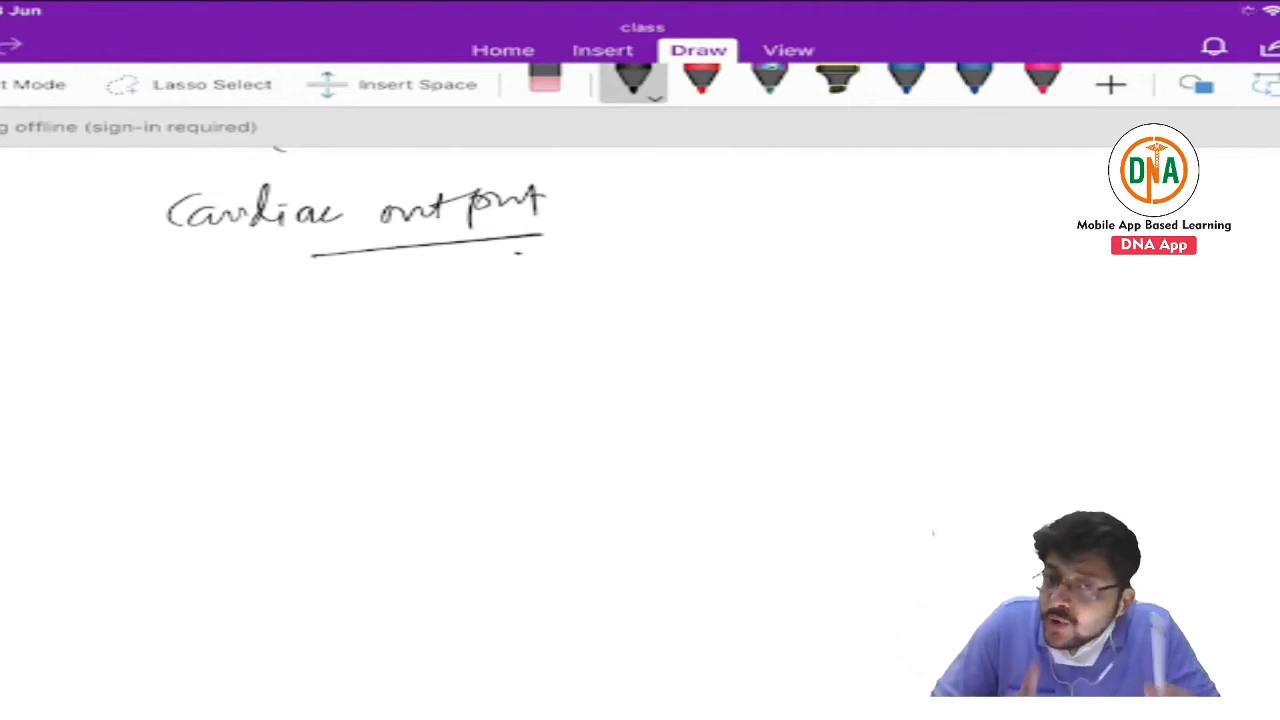 Jun
class
Home Insert Draw View
Mode Lasso Select Insert Space
offline (sign-in required)
DNA
Mobile App Based Learning
DNA App
Cardiac output